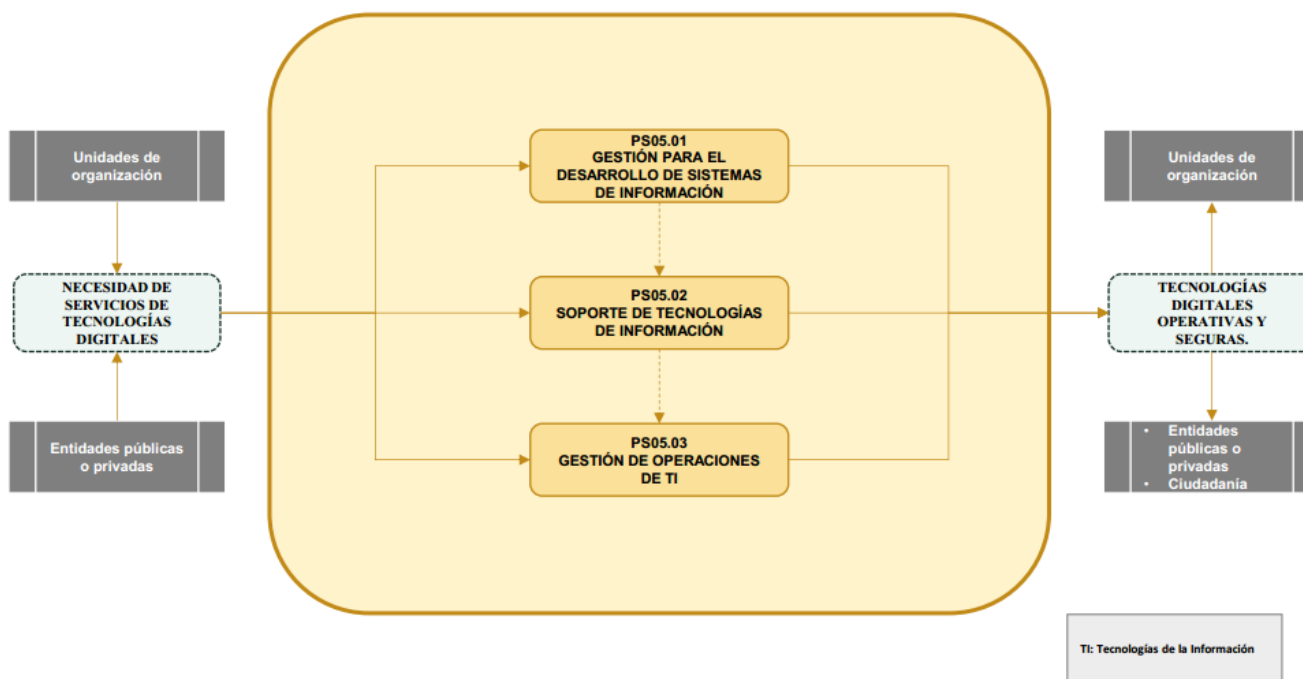 Unidades de
organización
NECESIDAD DE
SERVICIOS DE
TECNOLOGÍAS
DIGITALES
Entidades públicas
o privadas
PS05.01
GESTIÓN PARA EL
DESARROLLO DE SISTEMAS
DE INFORMACIÓN
PS05.02
SOPORTE DE TECNOLOGÍAS
DE INFORMACIÓN
PS05.03
GESTIÓN DE OPERACIONES
DE TI
Unidades de
organización
TECNOLOGÍAS
DIGITALES
OPERATIVAS Y
SEGURAS.
• Entidades
públicas o
privadas
• Ciudadanía
TI: Tecnologías de la Información